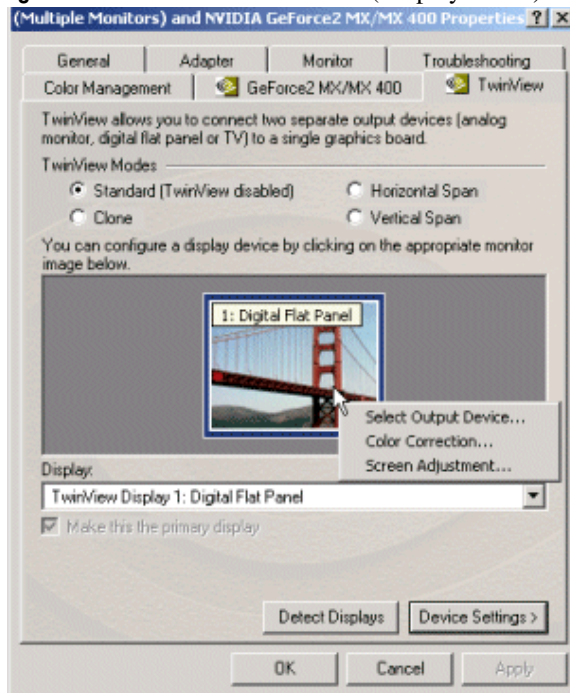 (Multiple Monitors) and NVIDIA GeForce2 MX/MX 400 Properties ? X
General Adapter Monitor Troubleshooting
Color Management GeForce2 MX/MX 400 TwinView
TwinView allows you to connect two separate output devices (analog
monitor, digital flat panel or TV) to a single graphics board.
TwinView Modes
Standard (TwinView disabled) Horizontal Span
Clone Vertical Span
You can configure a display device by clicking on the appropriate monitor
image below.
1: Digital Flat Panel
Select Output Device...
Color Correction...
Screen Adjustment...
Display:
TwinView Display 1: Digital Flat Panel
Make this the primary display
Detect Displays Device Settings >
OK Cancel Apply